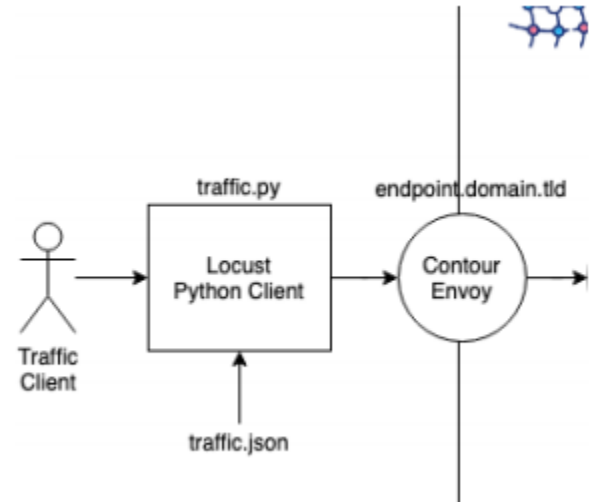 traffic.py
endpoint.domain.tld
Locust
Python Client
Contour
Envoy
Traffic
Client
traffic.json